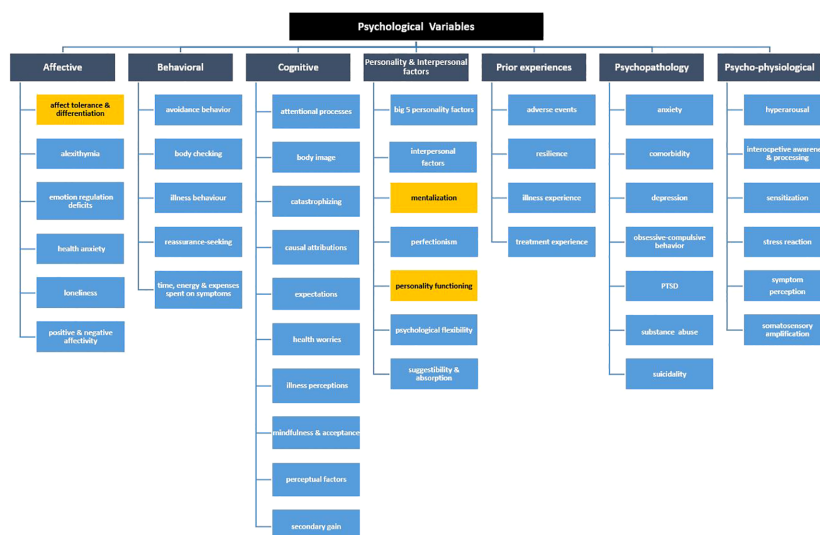 Psychological Variables
Affective
affect tolerance &
differentiation
alexithymia
emotion regulation
deficits
health anxiety
loneliness
positive & negative
affectivity
Behavioral
avoidance behavior
body checking
illness behaviour
reassurance-seeking
time, energy & expenses
spent on symptoms
Cognitive
attentional processes
body image
catastrophizing
causal attributions
expectations
health worries
illness perceptions
mindfulness & acceptance
perceptual factors
secondary gain
Personality & Interpersonal
factors
big 5 personality factors
interpersonal
factors
mentalization
perfectionism
personality functioning
psychological flexibility
suggestibility &
absorption
Prior experiences
adverse events
resilience
illness experience
treatment experience
Psychopathology
anxiety
comorbidity
depression
obsessive-compulsive
behavior
PTSD
substance abuse
suicidality
Psycho-physiological
hyperarousal
interocpetive awareness
& processing
sensitization
stress reaction
symptom
perception
somatosensory
amplification